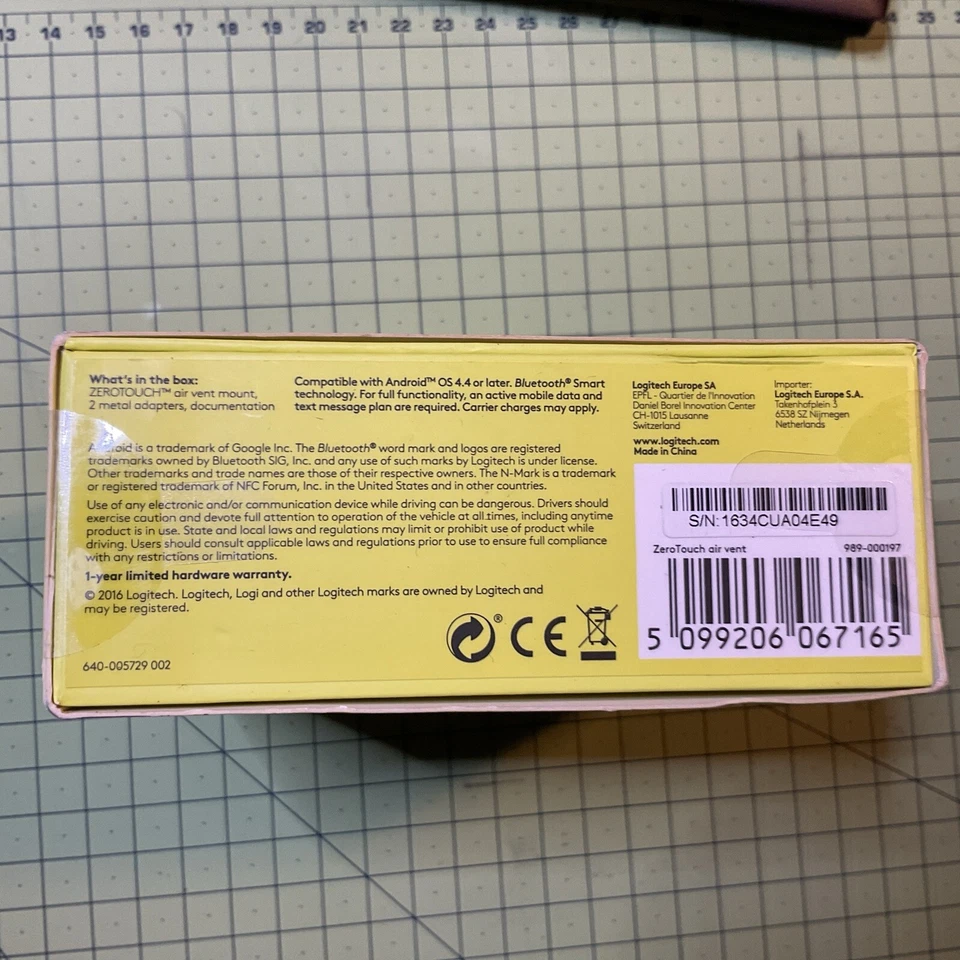 13 14 15 16 17 18 19 20 21 22 23 24 25 26 27 34 35
What's in the box:
ZEROTOUCH™ air vent mount,
2 metal adapters, documentation
Compatible with Android™ OS 4.4 or later. Bluetooth® Smart
technology. For full functionality, an active mobile data and
text message plan are required. Carrier charges may apply.
Logitech Europe SA
EPFL - Quartier de l'Innovation
Daniel Borel Innovation Center
CH-1015 Lausanne
Switzerland
www.logitech.com
Made in China
Importer:
Logitech Europe S.A.
Takenhofplein 3
6538 SZ Nijmegen
Netherlands
Android is a trademark of Google Inc. The Bluetooth® word mark and logos are registered
trademarks owned by Bluetooth SIG, Inc. and any use of such marks by Logitech is under license.
Other trademarks and trade names are those of their respective owners. The N-Mark is a trademark
or registered trademark of NFC Forum, Inc. in the United States and in other countries.
Use of any electronic and/or communication device while driving can be dangerous. Drivers should
exercise caution and devote full attention to operation of the vehicle at all times, including anytime
product is in use. State and local laws and regulations may limit or prohibit use of product while
driving. Users should consult applicable laws and regulations prior to use to ensure full compliance
with any restrictions or limitations.
1-year limited hardware warranty.
© 2016 Logitech. Logitech, Logi and other Logitech marks are owned by Logitech and
may be registered.
640-005729 002
® CE
S/N: 1634CUA04E49
ZeroTouch air vent 989-000197
5 099206 067165